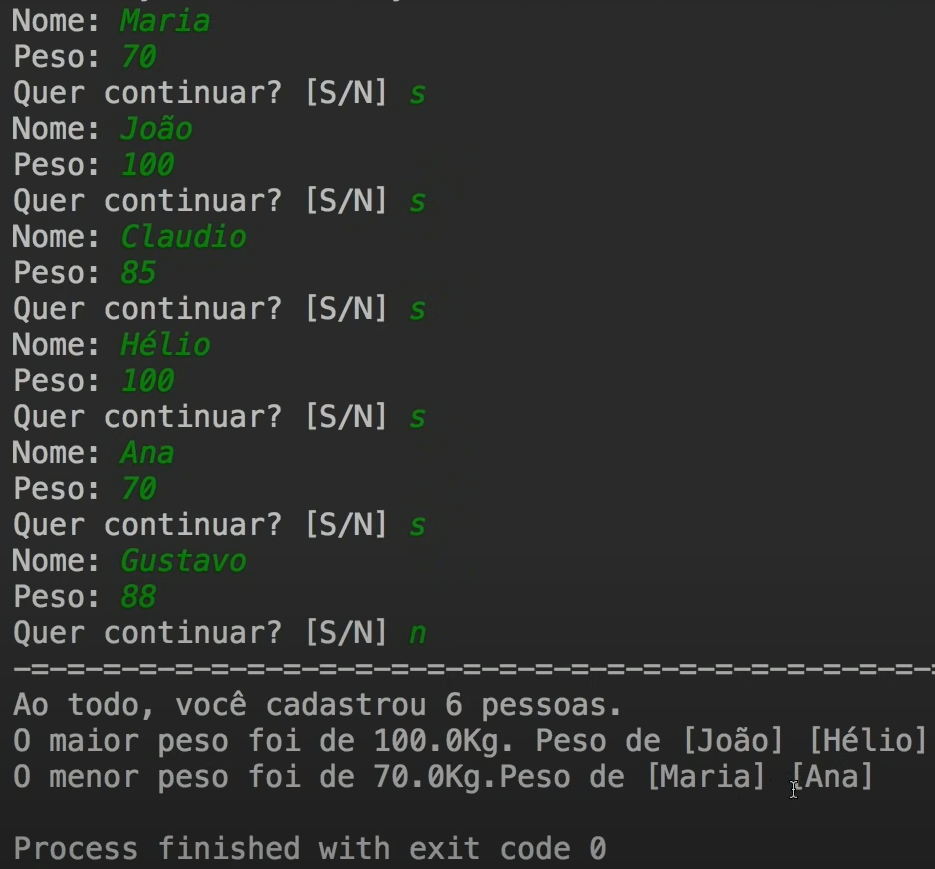 Nome: Maria
Peso: 70
Quer continuar? [S/N] s
Nome: João
Peso: 100
Quer continuar? [S/N] s
Nome: Claudio
Peso: 85
Quer continuar? [S/N] s
Nome: Hélio
Peso: 100
Quer continuar? [S/N] s
Nome: Ana
Peso: 70
Quer continuar? [S/N] s
Nome: Gustavo
Peso: 88
Quer continuar? [S/N] n
-=-=-=-=-=-=-=-=-=-=-=-=-=-=-=-=-=-=-=-=-=-=-=-=-=-=
Ao todo, você cadastrou 6 pessoas.
O maior peso foi de 100.0Kg. Peso de [João] [Hélio]
O menor peso foi de 70.0Kg.Peso de [Maria] [Ana]
Process finished with exit code 0